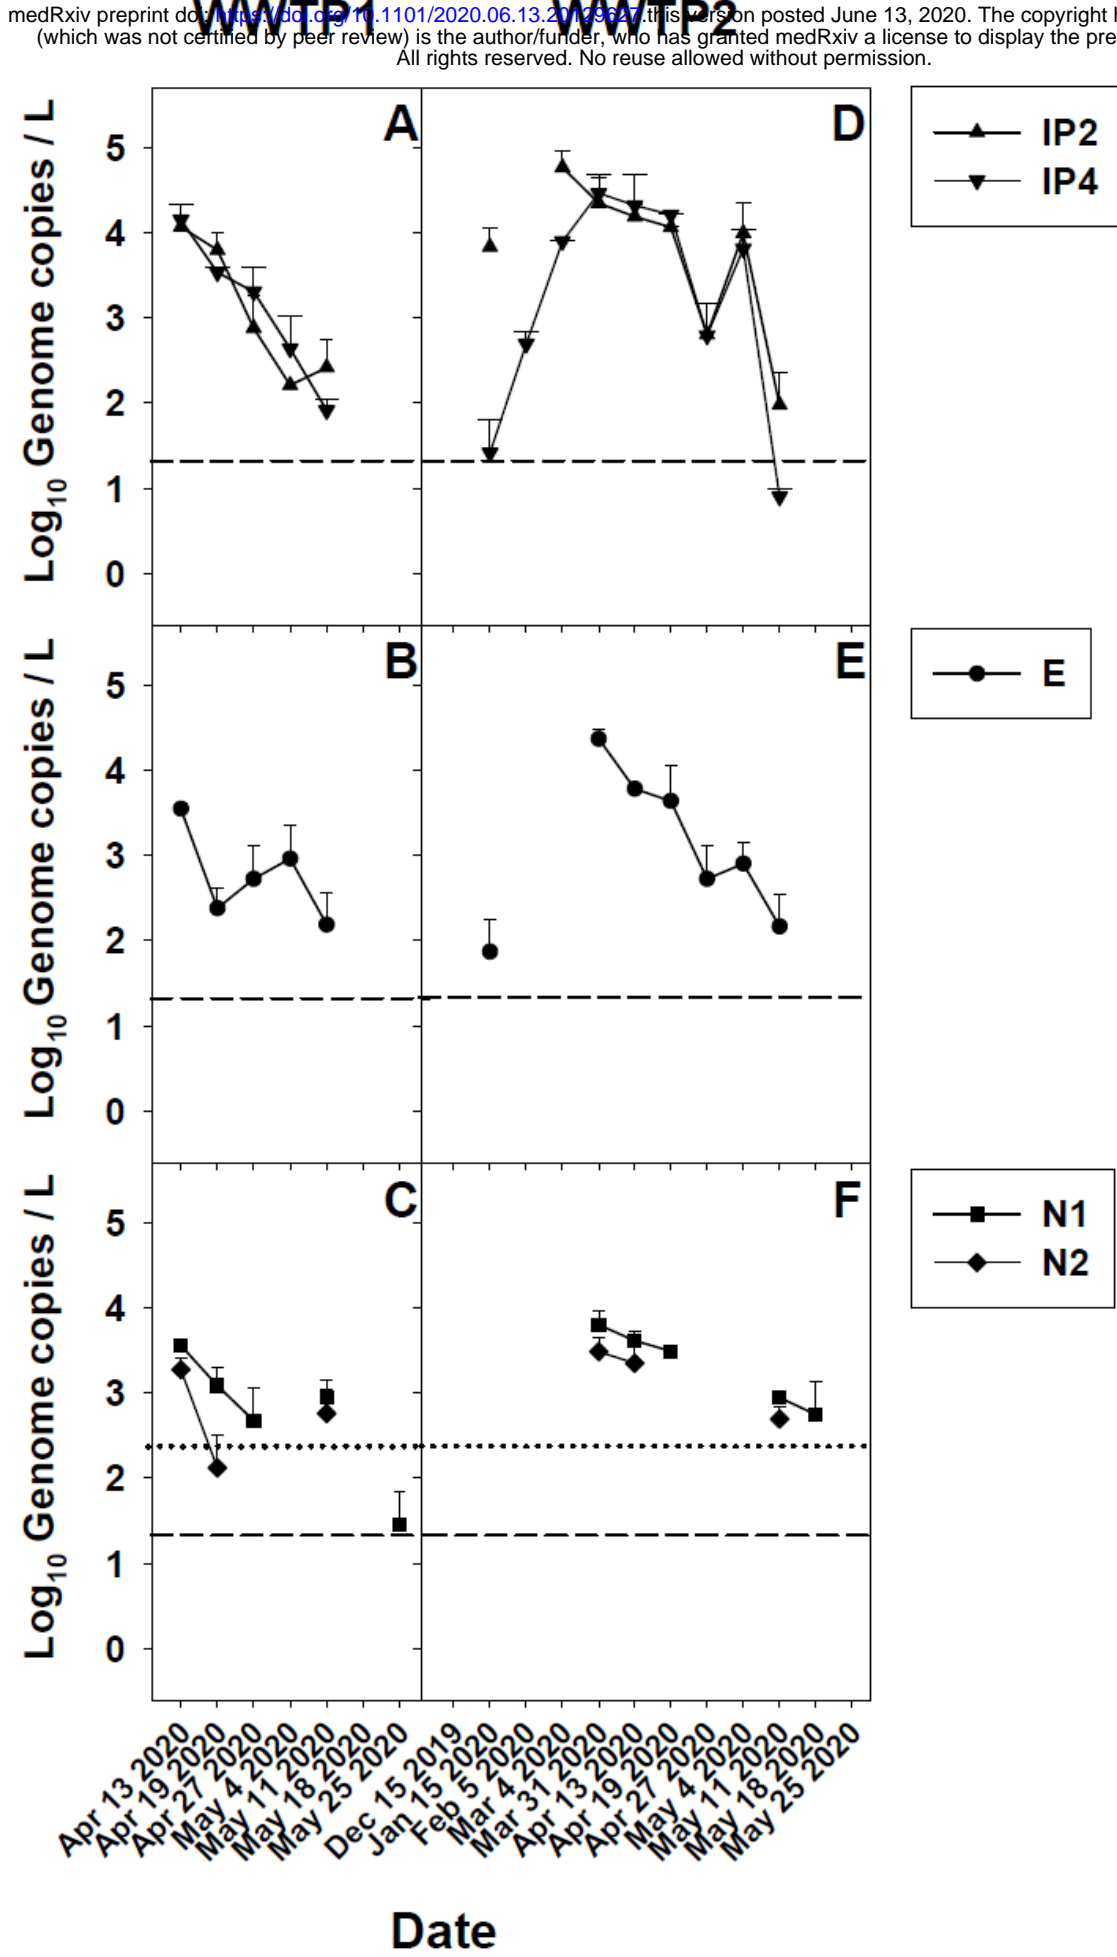 medRxiv preprint doi: https://doi.org/10.1101/2020.06.13.20129627.this version posted June 13, 2020. The copyright h
(which was not certified by peer review) is the author/funder, who has granted medRxiv a license to display the pre
All rights reserved. No reuse allowed without permission.
WWTP1 WWTP2
A D
Log10 Genome copies / L
5
4
3
2
1
0
IP2
IP4
B E
Log10 Genome copies / L
5
4
3
2
1
0
E
C F
Log10 Genome copies / L
5
4
3
2
1
0
N1
N2
Apr 13 2020
Apr 19 2020
Apr 27 2020
May 4 2020
May 11 2020
May 18 2020
May 25 2020
Dec 15 2019
Jan 15 2020
Feb 5 2020
Mar 4 2020
Mar 31 2020
Apr 13 2020
Apr 19 2020
Apr 27 2020
May 4 2020
May 11 2020
May 18 2020
May 25 2020
Date